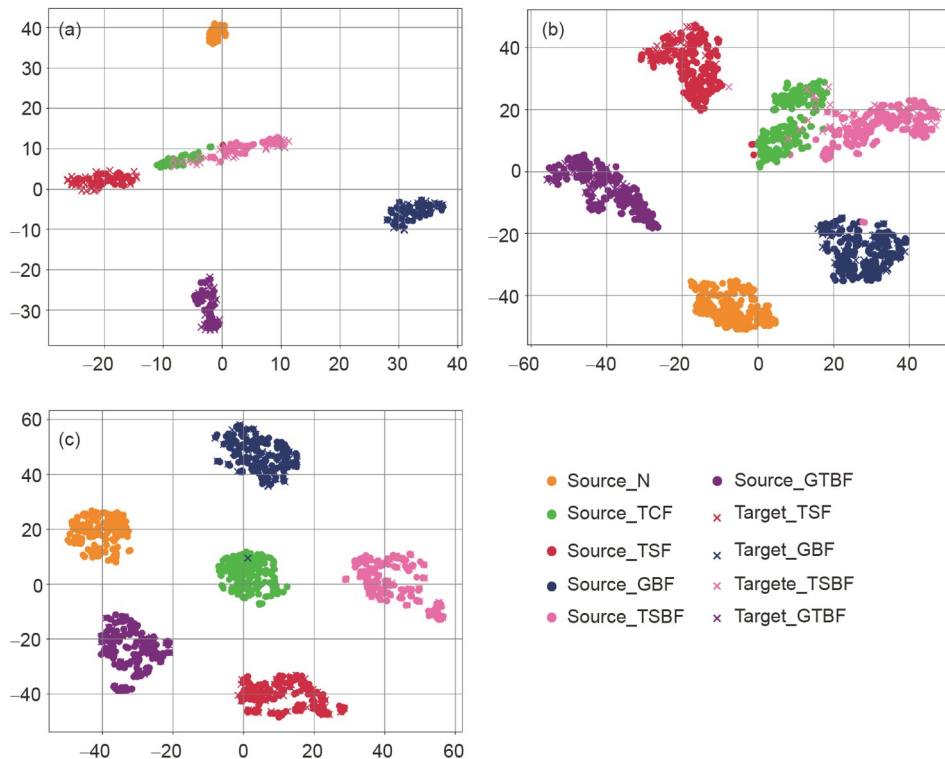 (a)
40
30
20
10
0
−10
−20
−30
−20 −10 0 10 20 30 40
(b)
40
20
0
−20
−40
−60 −40 −20 0 20 40
(c)
60
40
20
0
−20
−40
−40 −20 0 20 40 60
Source_N Source_GTBF
Source_TCF Target_TSF
Source_TSF Target_GBF
Source_GBF Targete_TSBF
Source_TSBF Target_GTBF